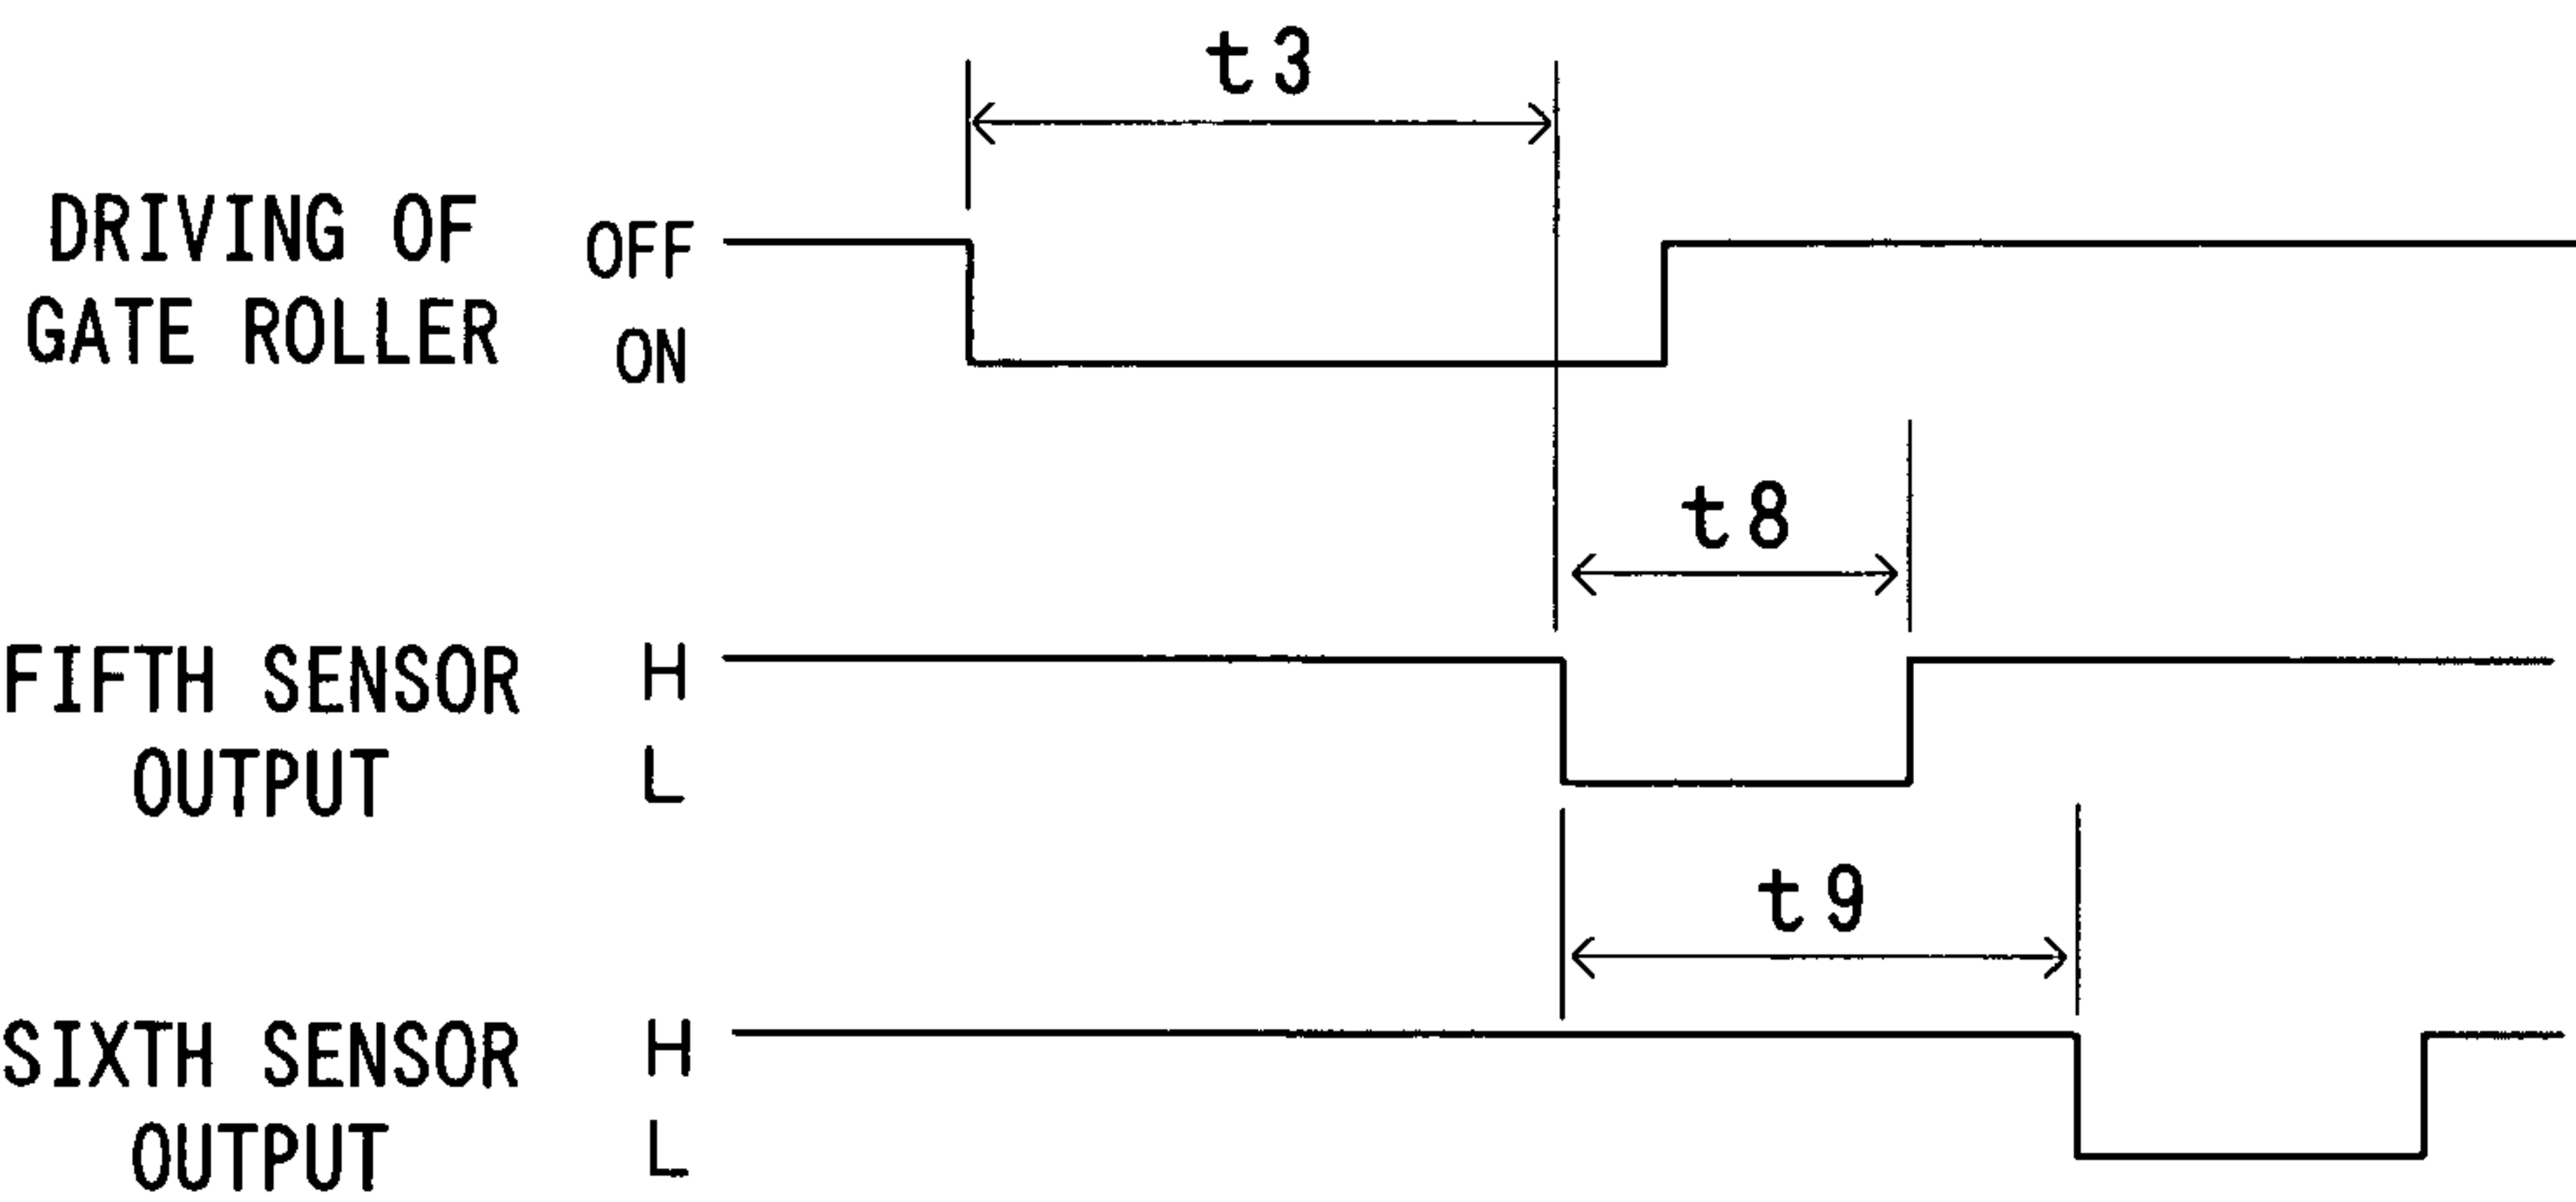 t3
DRIVING OF
GATE ROLLER
OFF
ON
t8
FIFTH SENSOR
OUTPUT
H
L
t9
SIXTH SENSOR
OUTPUT
H
L